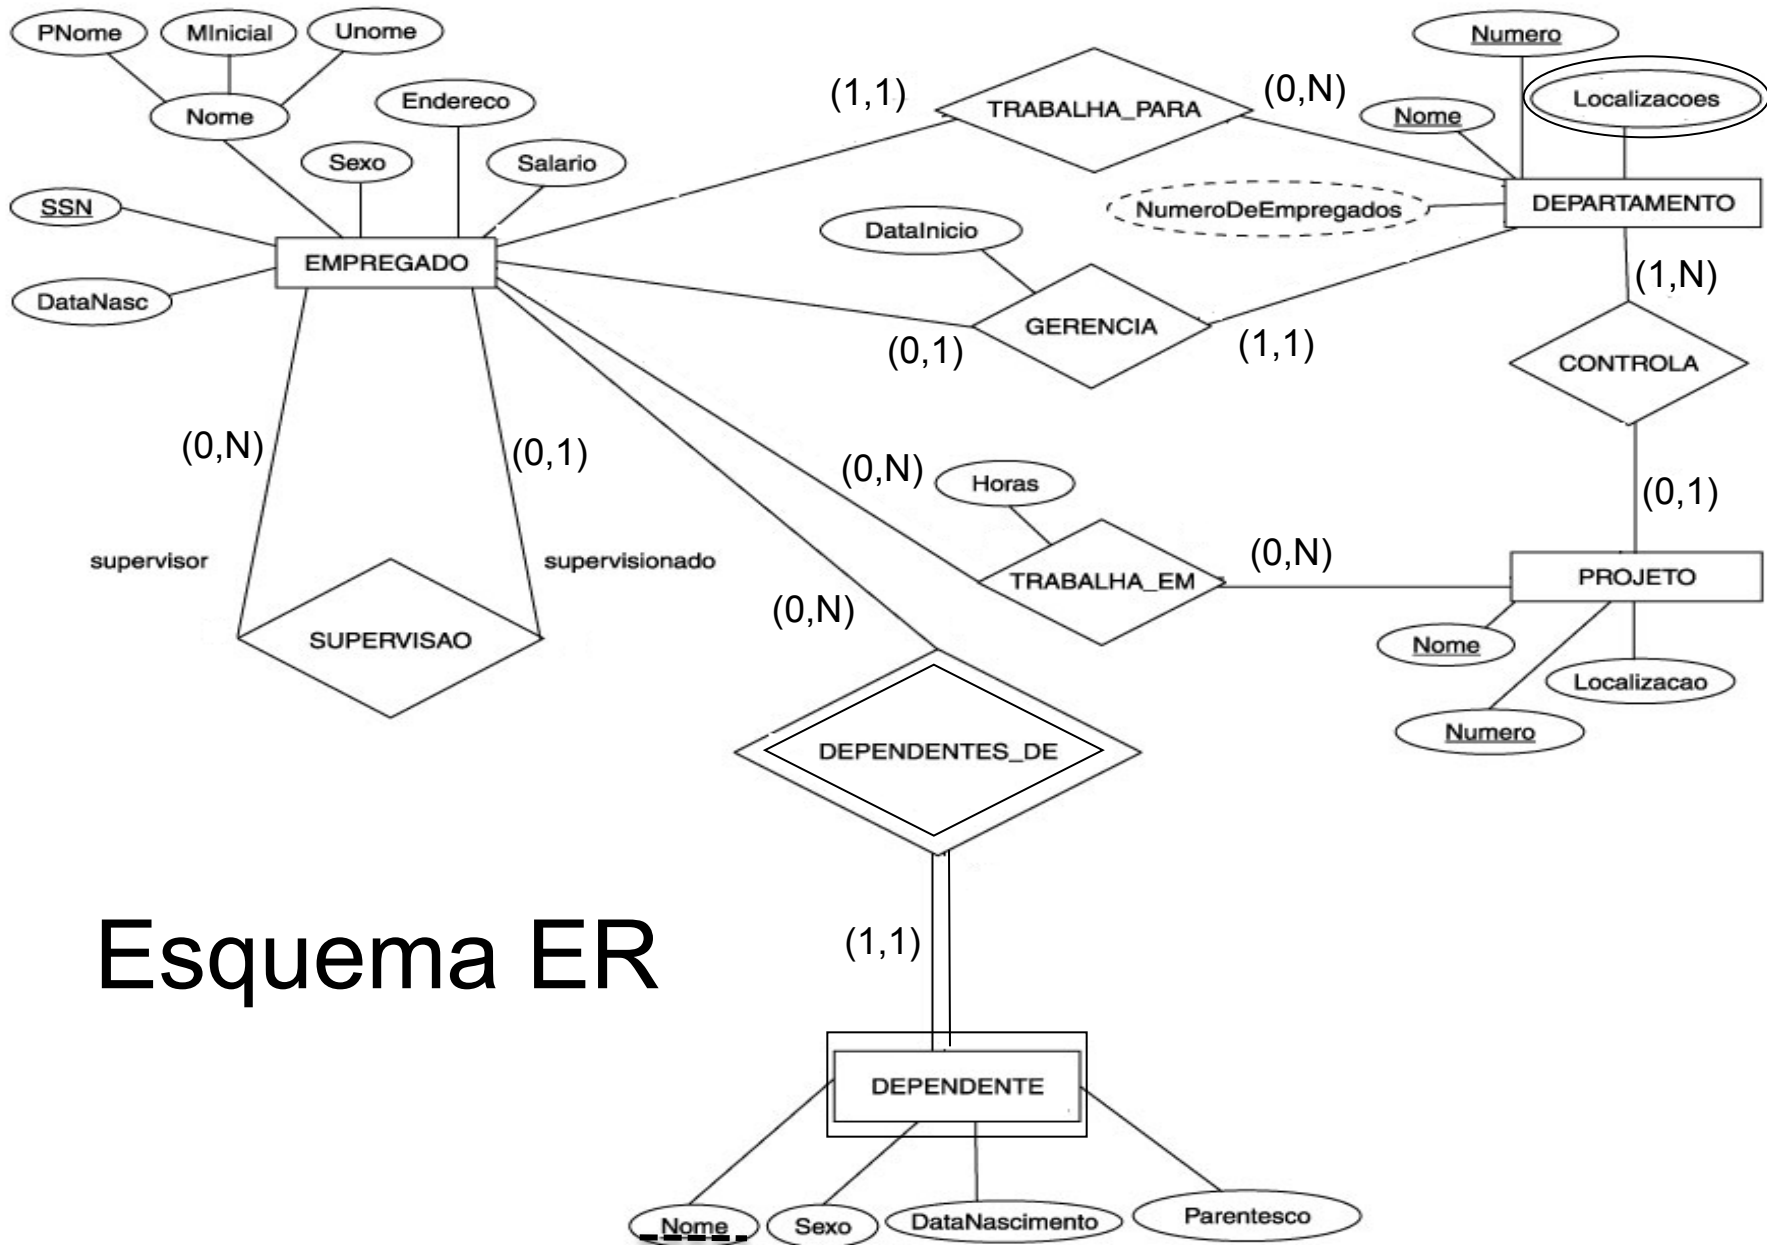 PNome
MInicial
Unome
Numero
Nome
Endereco
(1,1)
TRABALHA_PARA
(0,N)
Nome
Localizacoes
Sexo
Salario
SSN
NumeroDeEmpregados
DEPARTAMENTO
DataInicio
EMPREGADO
DataNasc
(1,N)
GERENCIA
(0,1)
(1,1)
CONTROLA
(0,N)
(0,1)
(0,N)
Horas
(0,1)
supervisor
supervisionado
(0,N)
TRABALHA_EM
PROJETO
(0,N)
SUPERVISAO
Nome
Localizacao
Numero
DEPENDENTES_DE
Esquema ER
(1,1)
DEPENDENTE
Nome
Sexo
DataNascimento
Parentesco